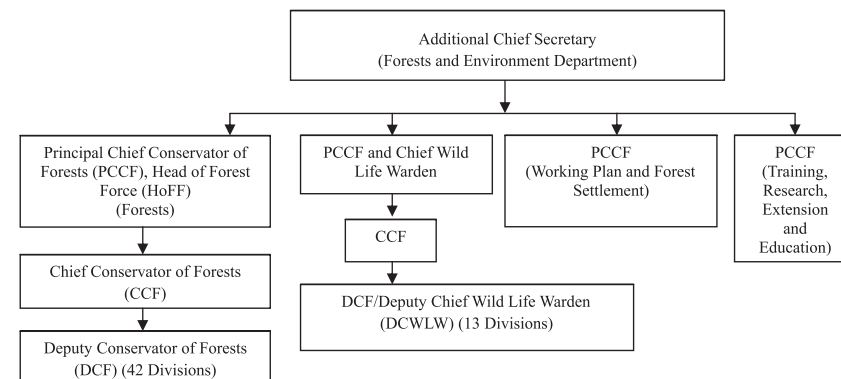 Additional Chief Secretary
(Forests and Environment Department)
Principal Chief Conservator of
Forests (PCCF), Head of Forest
Force (HoFF)
(Forests)
PCCF and Chief Wild
Life Warden
PCCF
(Working Plan and Forest
Settlement)
PCCF
(Training,
Research,
Extension
and
Education)
CCF
Chief Conservator of Forests
(CCF)
DCF/Deputy Chief Wild Life Warden
(DCWLW) (13 Divisions)
Deputy Conservator of Forests
(DCF) (42 Divisions)